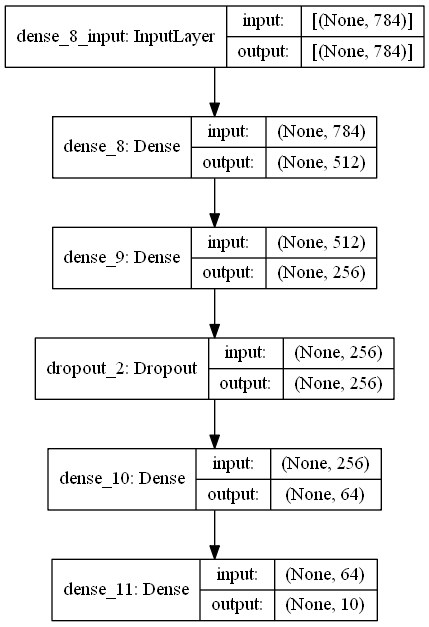 dense_8_input: InputLayer
input: [(None, 784)]
output: [(None, 784)]
dense_8: Dense
input: (None, 784)
output: (None, 512)
dense_9: Dense
input: (None, 512)
output: (None, 256)
dropout_2: Dropout
input: (None, 256)
output: (None, 256)
dense_10: Dense
input: (None, 256)
output: (None, 64)
dense_11: Dense
input: (None, 64)
output: (None, 10)